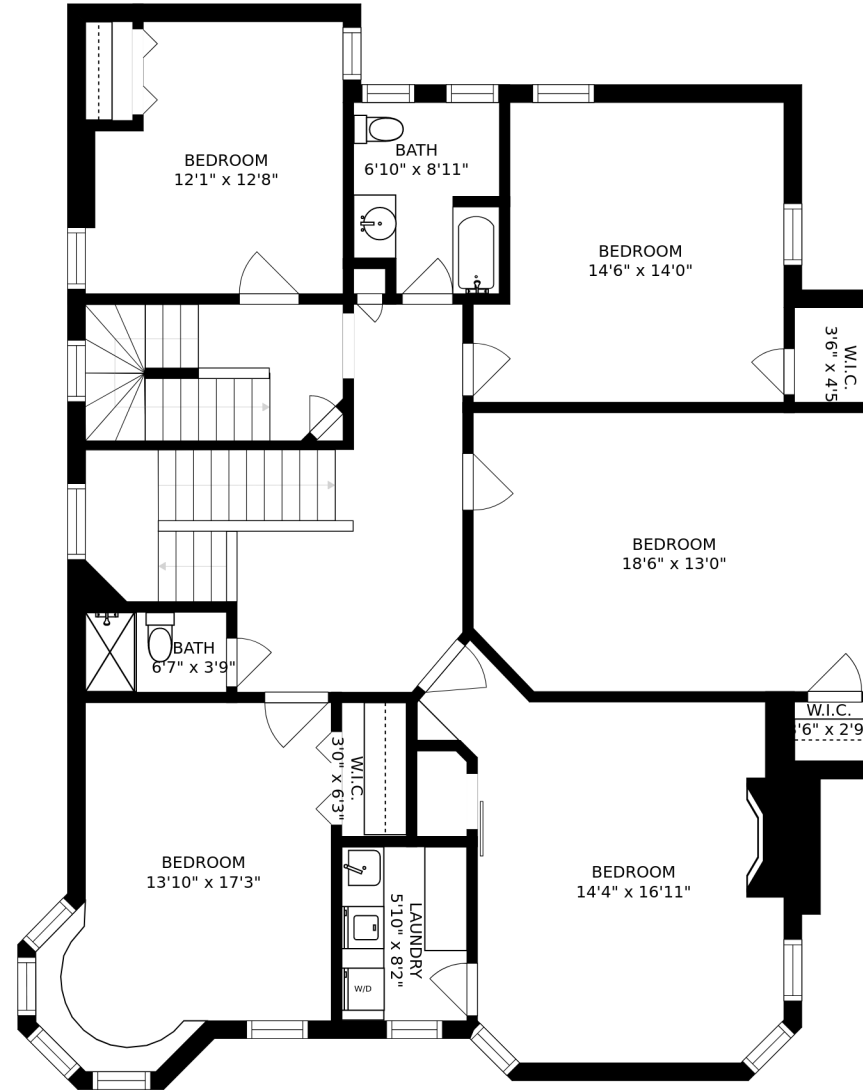 BEDROOM
12'1" x 12'8"
BATH
6'10" x 8'11"
BEDROOM
14'6" x 14'0"
W.I.C.
3'6" x 4'5
BEDROOM
18'6" x 13'0"
BATH
6'7" x 3'9"
W.I.C.
'6" x 2'9
W.I.C.
3'0" x 6'3"
BEDROOM
13'10" x 17'3"
BEDROOM
14'4" x 16'11"
LAUNDRY
5'10" x 8'2"
W/D